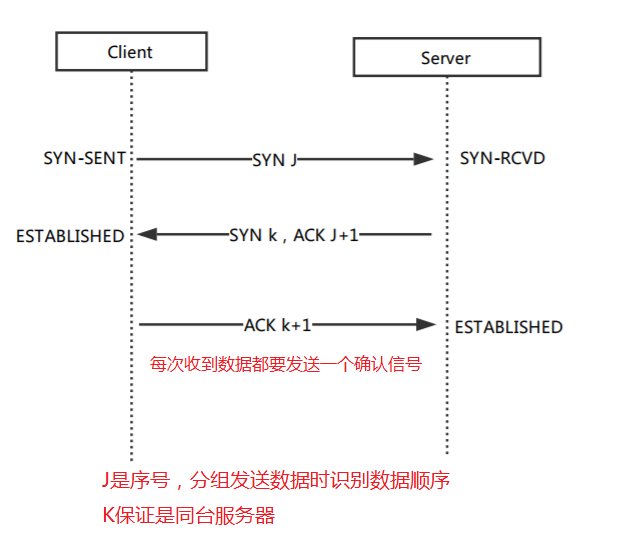 Client
Server
SYN-SENT
SYN J
SYN-RCVD
ESTABLISHED
SYN k , ACK J+1
ACK k+1
ESTABLISHED
每次收到数据都要发送一个确认信号
J是序号，分组发送数据时识别数据顺序
K保证是同台服务器